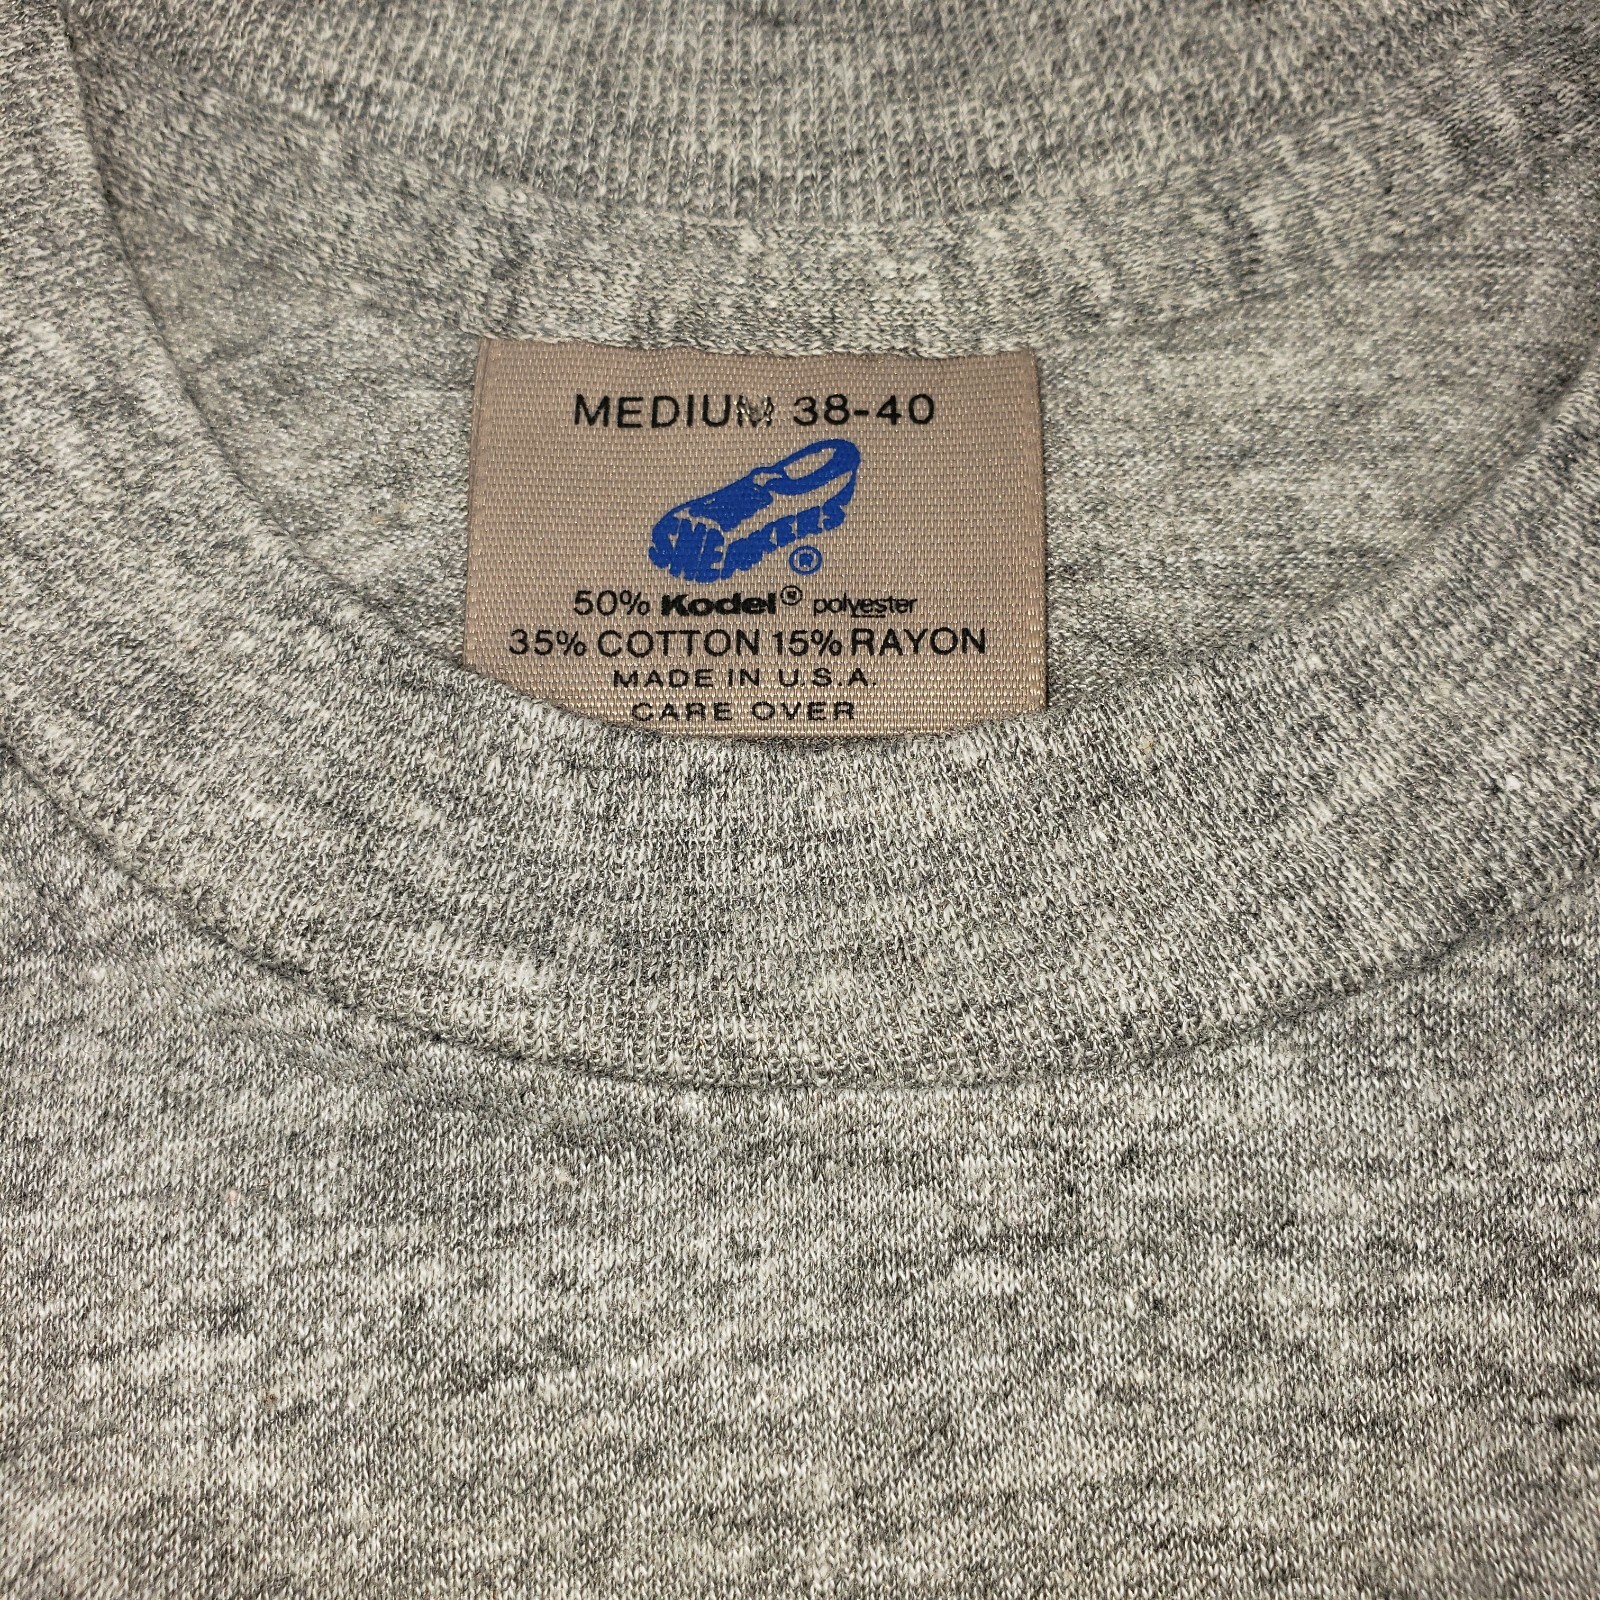 MEDIUM 38-40
SNEAKERS ®
50% Kodel® polyester
35% COTTON 15% RAYON
MADE IN U.S.A.
CARE OVER